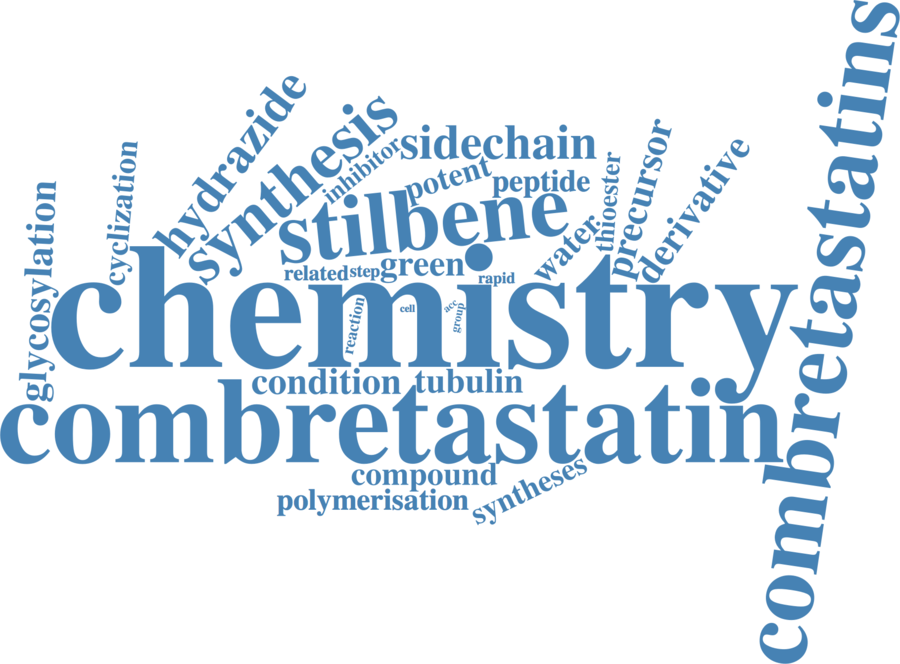 combretastatins
hydrazide
synthesis
inhibitor
sidechain
potent
peptide
stilbene
cyclization
glycosylation
thioester
precursor
derivative
water
related
step
green
rapid
chemistry
reaction
cell
acc
group
condition
tubulin
combretastatin
compound
polymerisation
syntheses